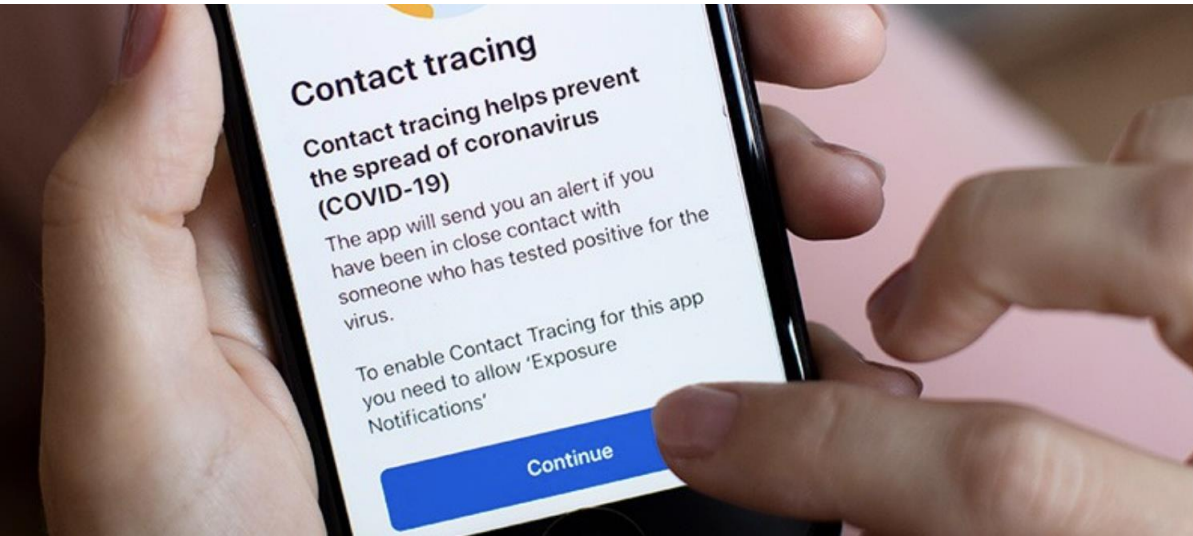 Contact tracing
Contact tracing helps prevent
the spread of coronavirus
(COVID-19)
The app will send you an alert if you
have been in close contact with
someone who has tested positive for the
virus.
To enable Contact Tracing for this app
you need to allow ‘Exposure
Notifications’
Continue